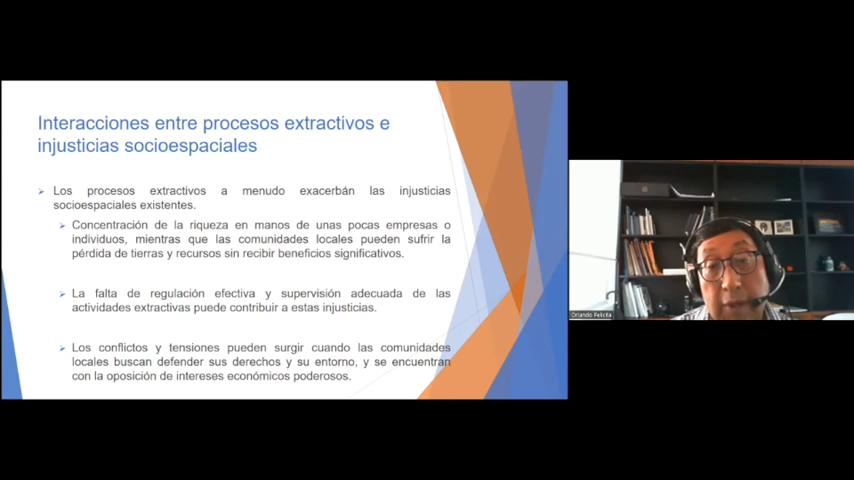 Interacciones entre procesos extractivos e
injusticias socioespaciales
Los procesos extractivos a menudo exacerbán las injusticias
socioespaciales existentes.
Concentración de la riqueza en manos de unas pocas empresas o
individuos, mientras que las comunidades locales pueden sufrir la
pérdida de tierras y recursos sin recibir beneficios significativos.
La falta de regulación efectiva y supervisión adecuada de las
actividades extractivas puede contribuir a estas injusticias.
Los conflictos y tensiones pueden surgir cuando las comunidades
locales buscan defender sus derechos y su entorno, y se encuentran
con la oposición de intereses económicos poderosos.
Orlando Felicita